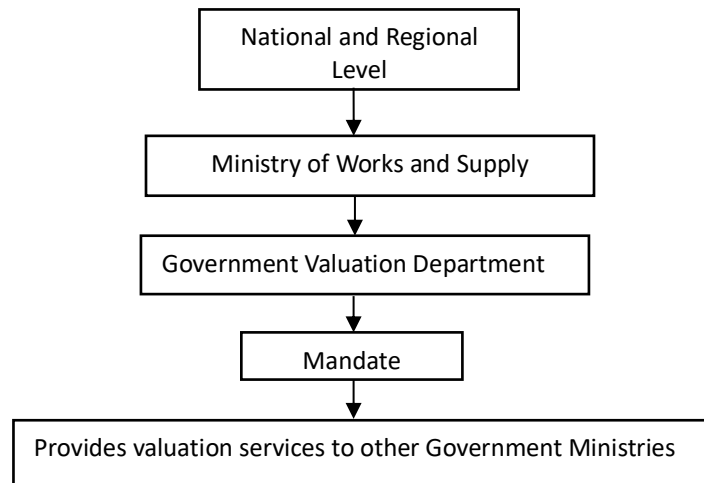 National and Regional
Level
Ministry of Works and Supply
Government Valuation Department
Mandate
Provides valuation services to other Government Ministries